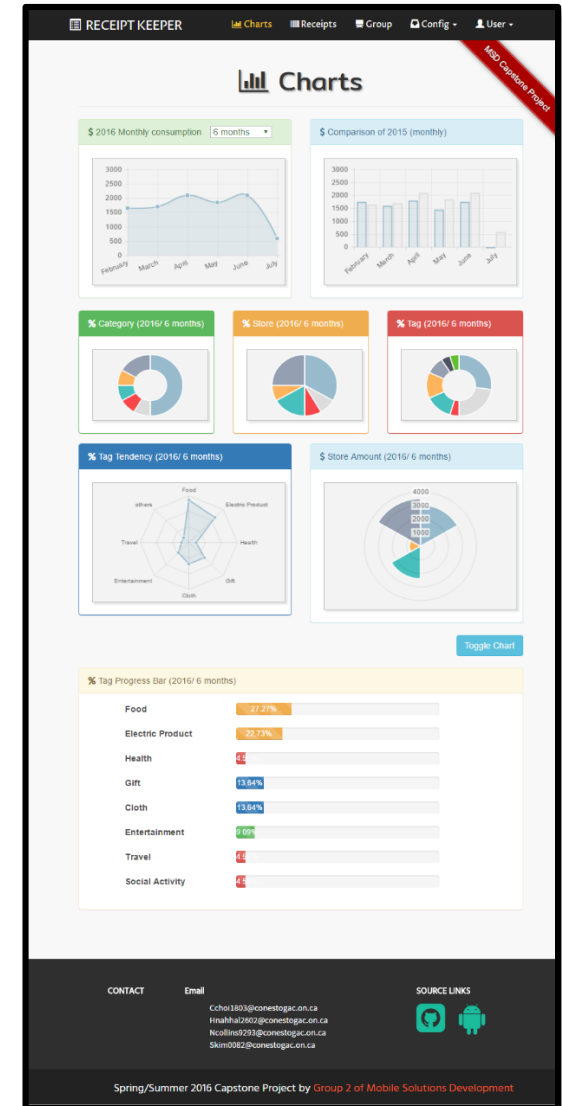 RECEIPT KEEPER Charts Receipts Group Config User
MSD Capstone Project
Charts
$ 2016 Monthly consumption 6 months
3000
2500
2000
1500
1000
500
0
February March April May June July
$ Comparison of 2015 (monthly)
3000
2500
2000
1500
1000
500
0
February March April May June July
% Category (2016/ 6 months)
% Store (2016/ 6 months)
% Tag (2016/ 6 months)
% Tag Tendency (2016/ 6 months)
Food
others Electric Product
Travel Health
Entertainment Gift
Cloth
$ Store Amount (2016/ 6 months)
4000
3000
2000
1000
Toggle Chart
% Tag Progress Bar (2016/ 6 months)
Food 27.27%
Electric Product 22.73%
Health 4.5
Gift 13.64%
Cloth 13.64%
Entertainment 9.09%
Travel 4.5
Social Activity 4.5
CONTACT Email SOURCE LINKS
Cchoi1803@conestogac.on.ca
Hnahhal2602@conestogac.on.ca
Ncollins9293@conestogac.on.ca
Skim0082@conestogac.on.ca
Spring/Summer 2016 Capstone Project by Group 2 of Mobile Solutions Development